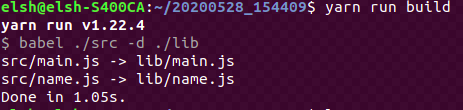 elsh@elsh-S400CA:~/20200528_154409$ yarn run build
yarn run v1.22.4
$ babel ./src -d ./lib
src/main.js -> lib/main.js
src/name.js -> lib/name.js
Done in 1.05s.